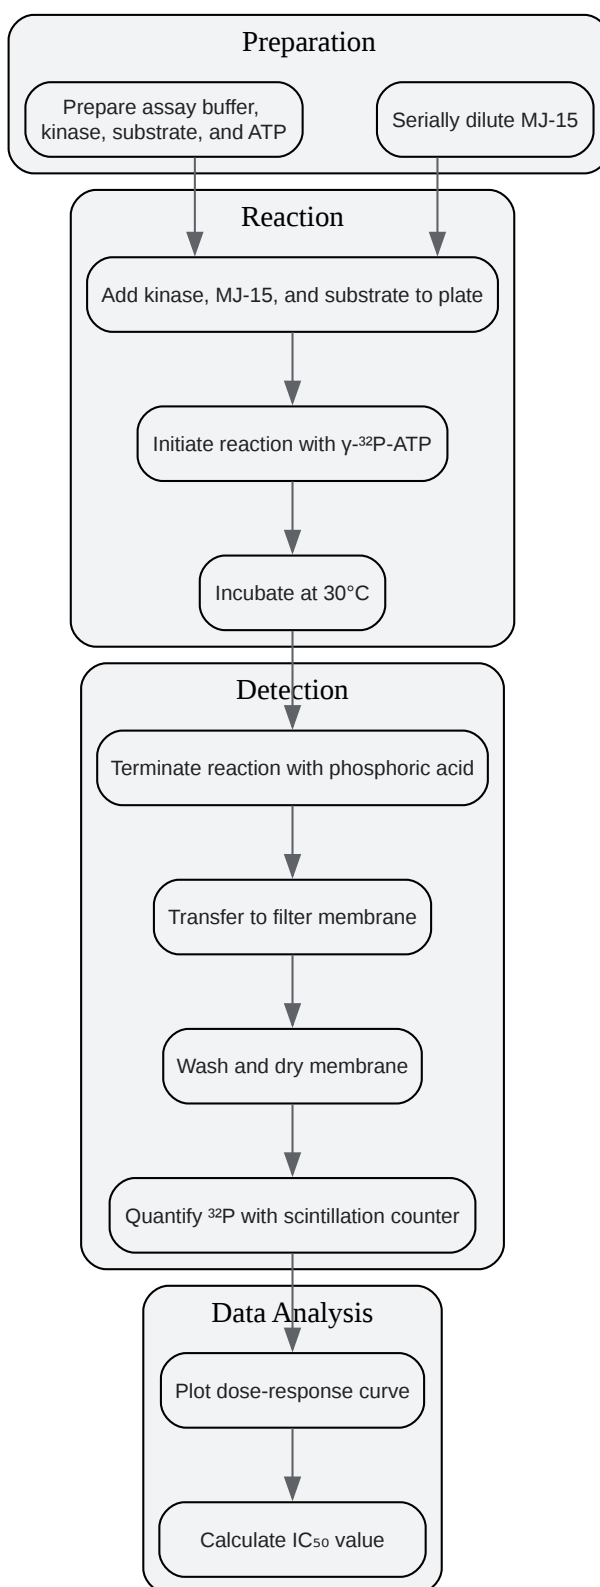 Preparation
Prepare assay buffer,
kinase, substrate, and ATP
Serially dilute MJ-15
Reaction
Add kinase, MJ-15, and substrate to plate
Initiate reaction with γ-³²P-ATP
Incubate at 30°C
Detection
Terminate reaction with phosphoric acid
Transfer to filter membrane
Wash and dry membrane
Quantify ³²P with scintillation counter
Data Analysis
Plot dose-response curve
Calculate IC₅₀ value